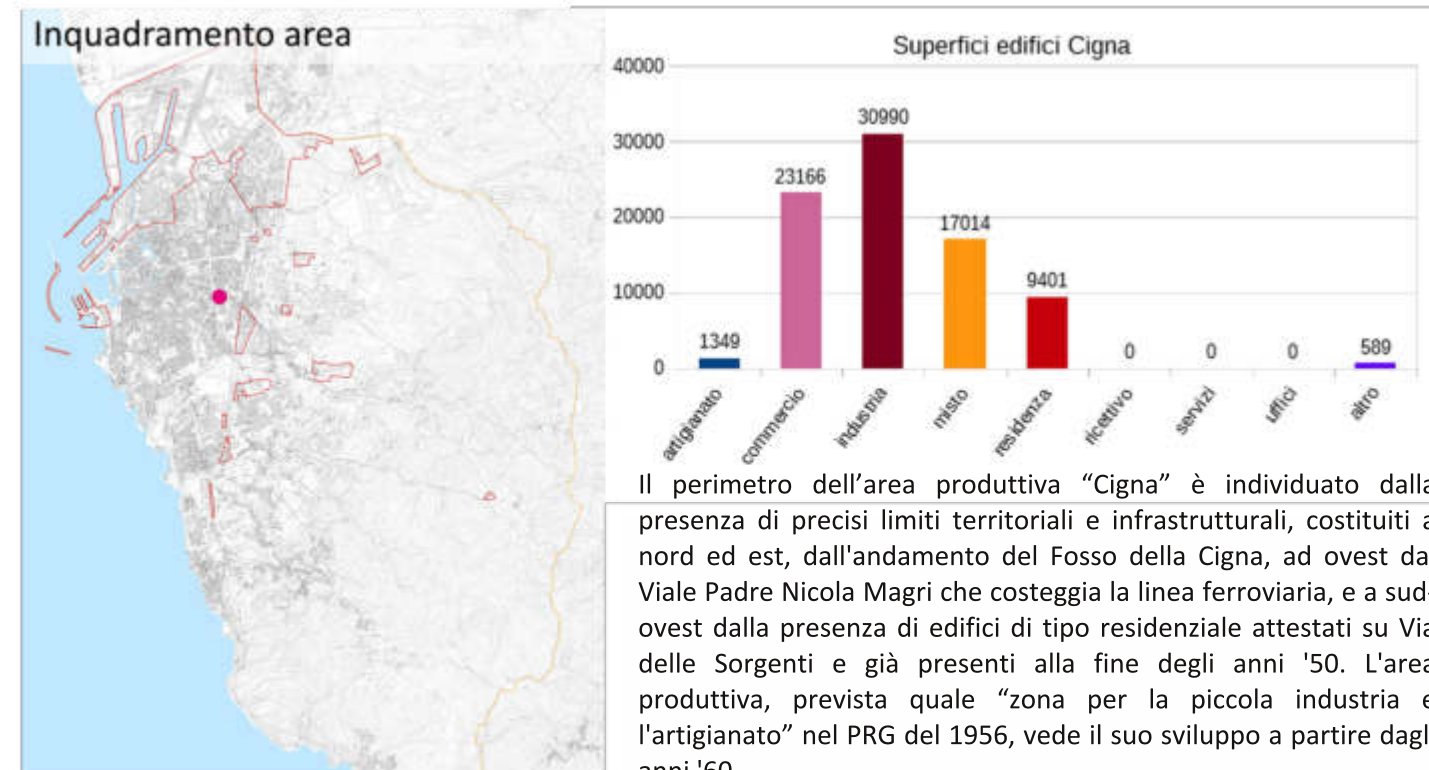 Inquadramento area
Superfici edifici Cigna
40000
30000
20000
10000
0
1349
23166
30990
17014
9401
0
0
0
589
artigianato
commercio
industria
misto
residenza
ricettivo
servizi
uffici
altro
Il perimetro dell’area produttiva “Cigna” è individuato dalla
presenza di precisi limiti territoriali e infrastrutturali, costituiti a
nord ed est, dall'andamento del Fosso della Cigna, ad ovest da
Viale Padre Nicola Magri che costeggia la linea ferroviaria, e a sud-
ovest dalla presenza di edifici di tipo residenziale attestati su Via
delle Sorgenti e già presenti alla fine degli anni '50. L'area
produttiva, prevista quale “zona per la piccola industria e
l'artigianato” nel PRG del 1956, vede il suo sviluppo a partire dagl
anni '60